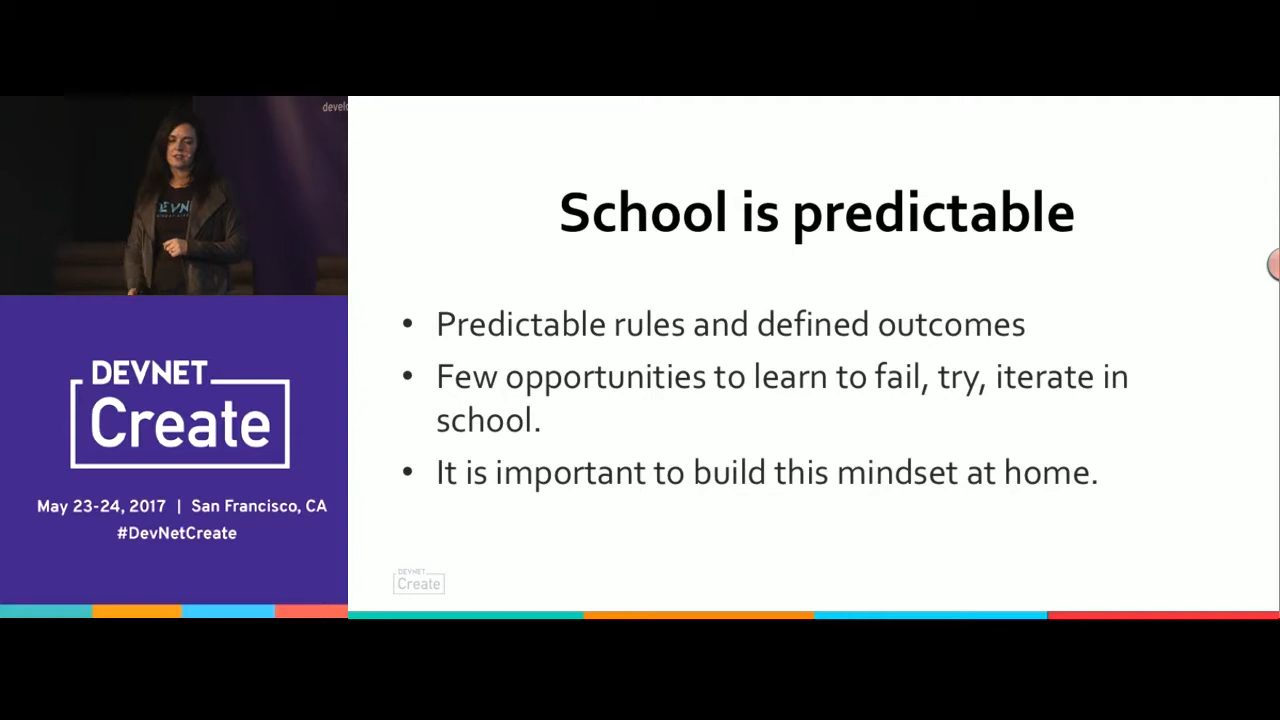 develo
DEVN
DEVNET
Create
May 23-24, 2017 | San Francisco, CA
#DevNetCreate
School is predictable
• Predictable rules and defined outcomes
• Few opportunities to learn to fail, try, iterate in
school.
• It is important to build this mindset at home.
DEVNET
Create